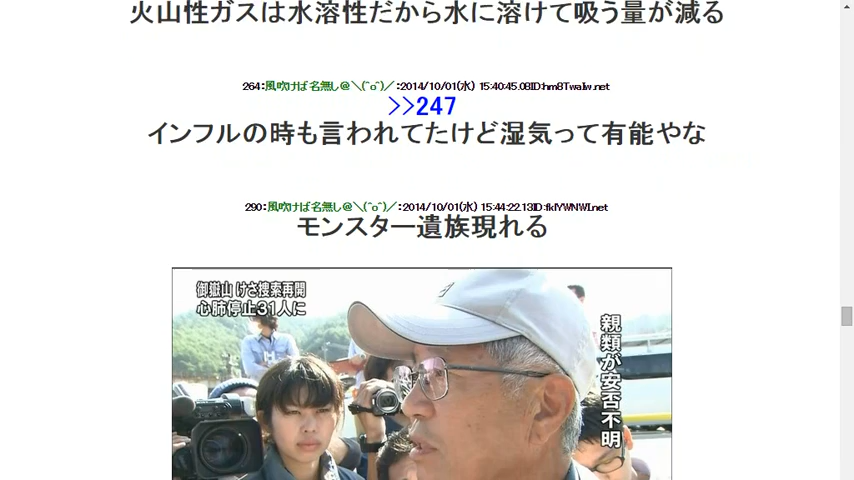 火山性ガスは水溶性だから水に溶けて吸う量が減る
264:風吹けば名無し@＼(^o^)／:2014/10/01(水) 15:40:45.08ID:hm8TwaIw.net
>>247
インフルの時も言われてたけど湿気って有能やな
290:風吹けば名無し@＼(^o^)／:2014/10/01(水) 15:44:22.13ID:fklYWNWI.net
モンスター遺族現れる
御嶽山 けさ捜索再開
心肺停止31人に
親類が安否不明